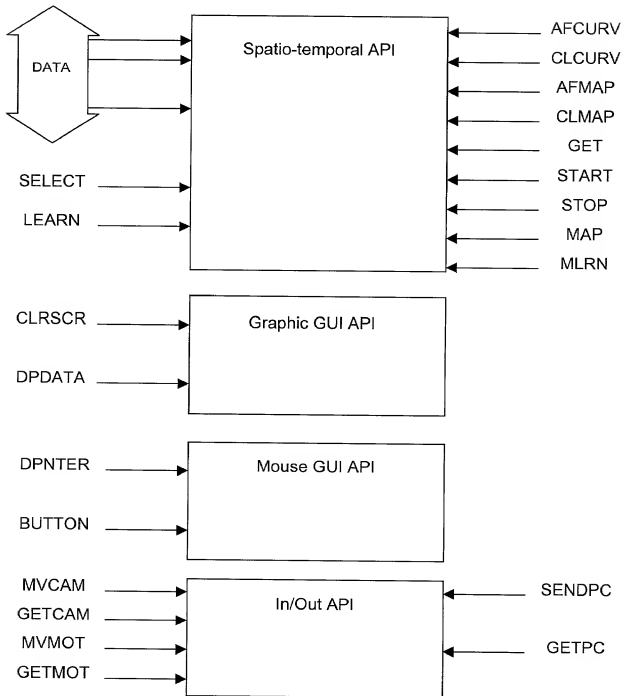 DATA
Spatio-temporal API
SELECT
LEARN
AFCURV
CLCURV
AFMAP
CLMAP
GET
START
STOP
MAP
MLRN
CLRSCR
DPDATA
Graphic GUI API
DPNTER
BUTTON
Mouse GUI API
MVCAM
GETCAM
MVMOT
GETMOT
In/Out API
SENDPC
GETPC